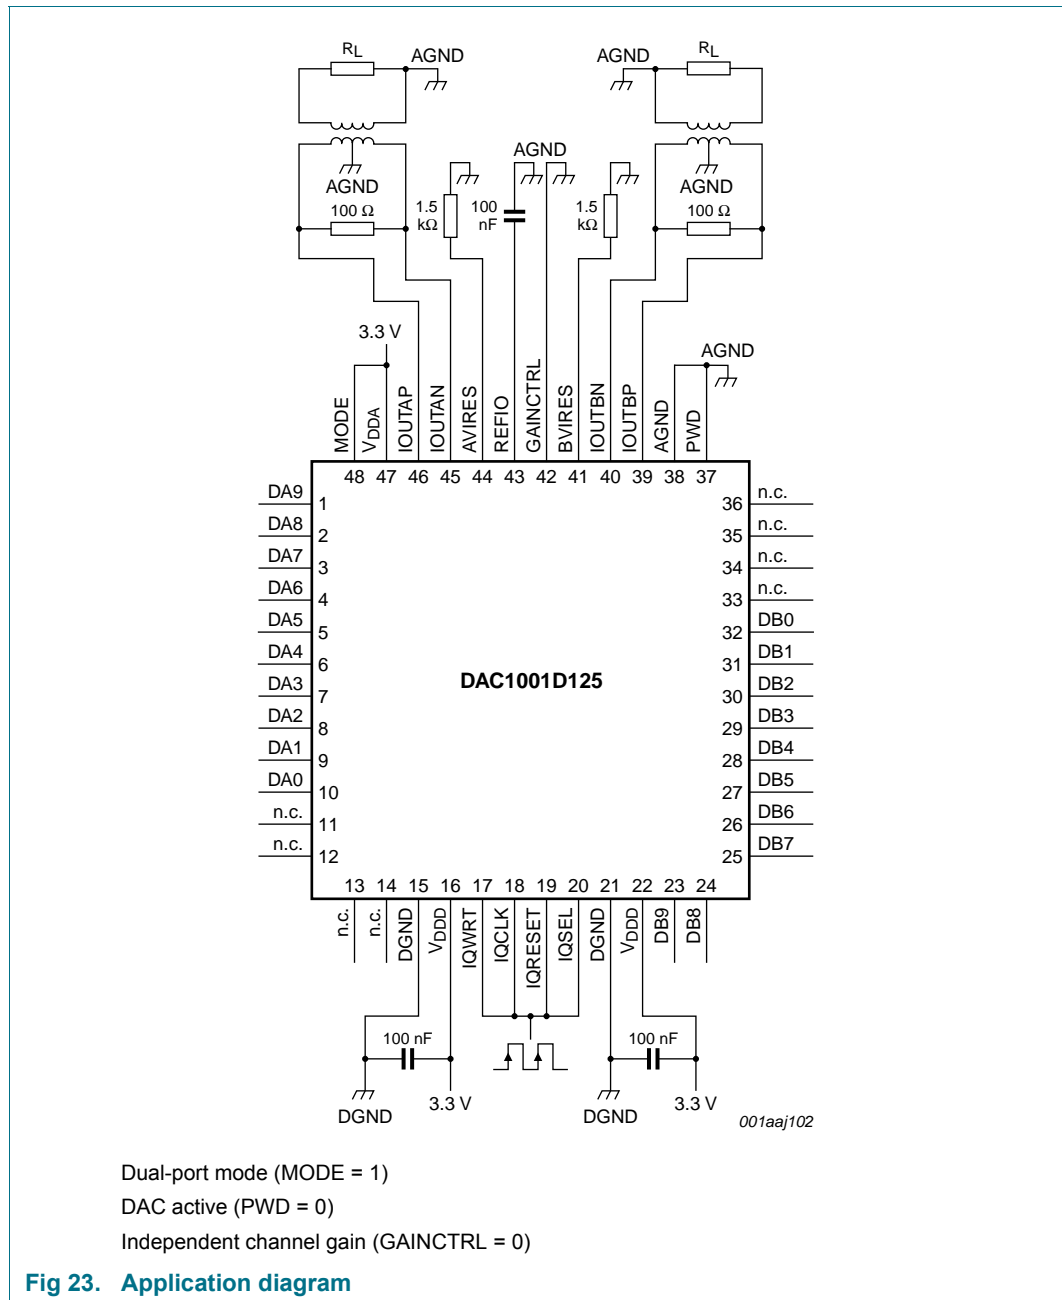 RL
AGND
AGND
RL
AGND
AGND
AGND
100 Ω
1.5
kΩ
100
nF
1.5
kΩ
100 Ω
3.3 V
AGND
MODE
VDDA
IOUTAP
IOUTAN
AVIRES
REFIO
GAINCTRL
BVIRES
IOUTBN
IOUTBP
AGND
PWD
48 47 46 45 44 43 42 41 40 39 38 37
DA9 1
DA8 2
DA7 3
DA6 4
DA5 5
DA4 6
DA3 7
DA2 8
DA1 9
DA0 10
n.c. 11
n.c. 12
36 n.c.
35 n.c.
34 n.c.
33 n.c.
32 DB0
31 DB1
30 DB2
29 DB3
28 DB4
27 DB5
26 DB6
25 DB7
DAC1001D125
13 14 15 16 17 18 19 20 21 22 23 24
n.c.
n.c.
DGND
VDDD
IQWRT
IQCLK
IQRESET
IQSEL
DGND
VDDD
DB9
DB8
100 nF
100 nF
DGND
3.3 V
DGND
3.3 V
001aaj102
Dual-port mode (MODE = 1)
DAC active (PWD = 0)
Independent channel gain (GAINCTRL = 0)
Fig 23. Application diagram